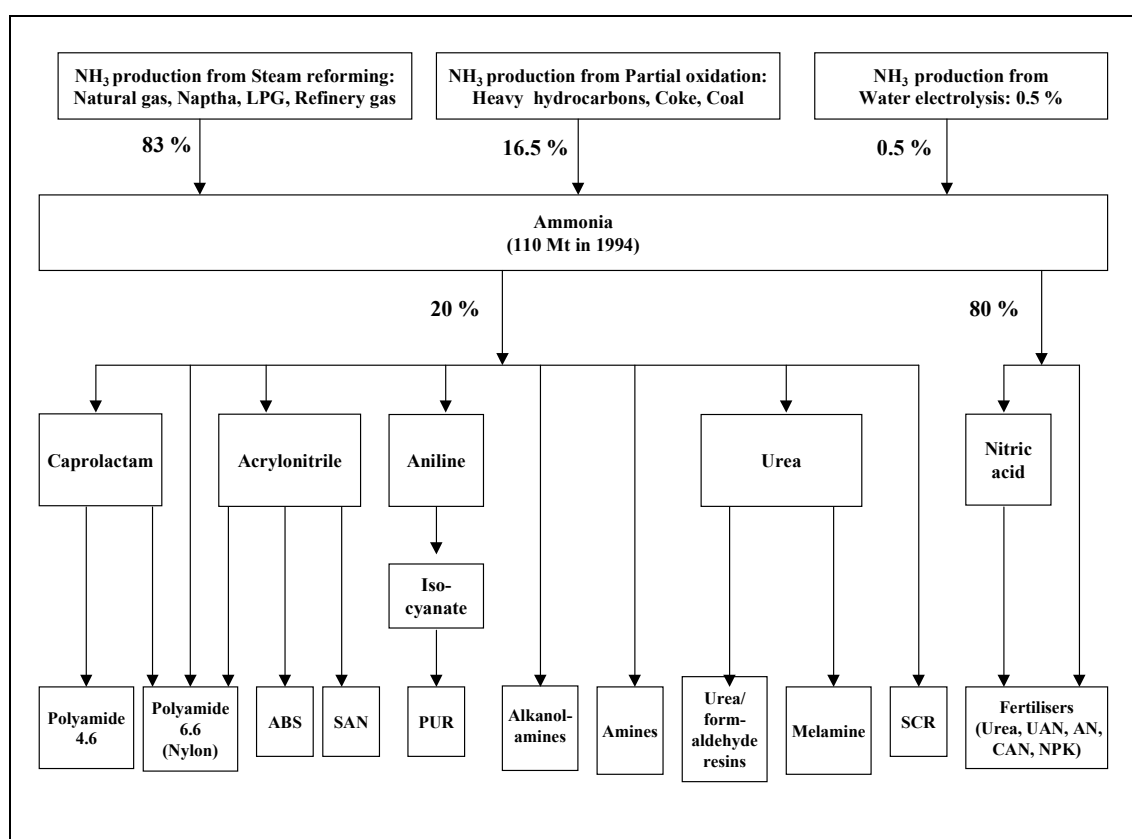 NH3 production from Steam reforming:
Natural gas, Naptha, LPG, Refinery gas
NH3 production from Partial oxidation:
Heavy hydrocarbons, Coke, Coal
NH3 production from
Water electrolysis: 0.5 %
83 %
16.5 %
0.5 %
Ammonia
(110 Mt in 1994)
20 %
80 %
Caprolactam
Acrylonitrile
Aniline
Urea
Nitric
acid
Iso-
cyanate
Polyamide
4.6
Polyamide
6.6
(Nylon)
ABS
SAN
PUR
Alkanol-
amines
Amines
Urea/
form-
aldehyde
resins
Melamine
SCR
Fertilisers
(Urea, UAN, AN,
CAN, NPK)